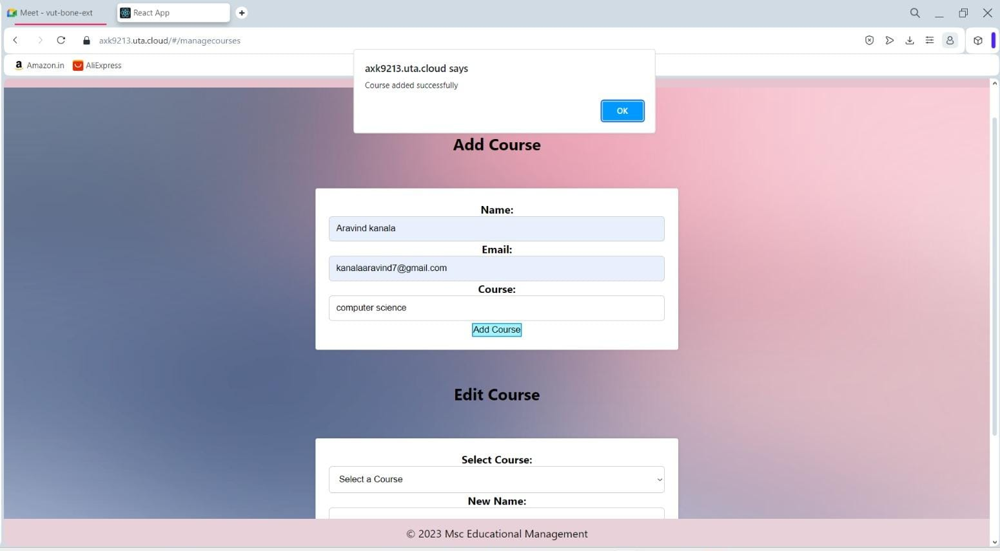 Meet - vut-bone-ext
React App
axk9213.uta.cloud/#/managecourses
Amazon.in
AliExpress
axk9213.uta.cloud says
Course added successfully
OK
Add Course
Name:
Aravind kanala
Email:
kanalaaravind7@gmail.com
Course:
computer science
Add Course
Edit Course
Select Course:
Select a Course
New Name:
© 2023 Msc Educational Management